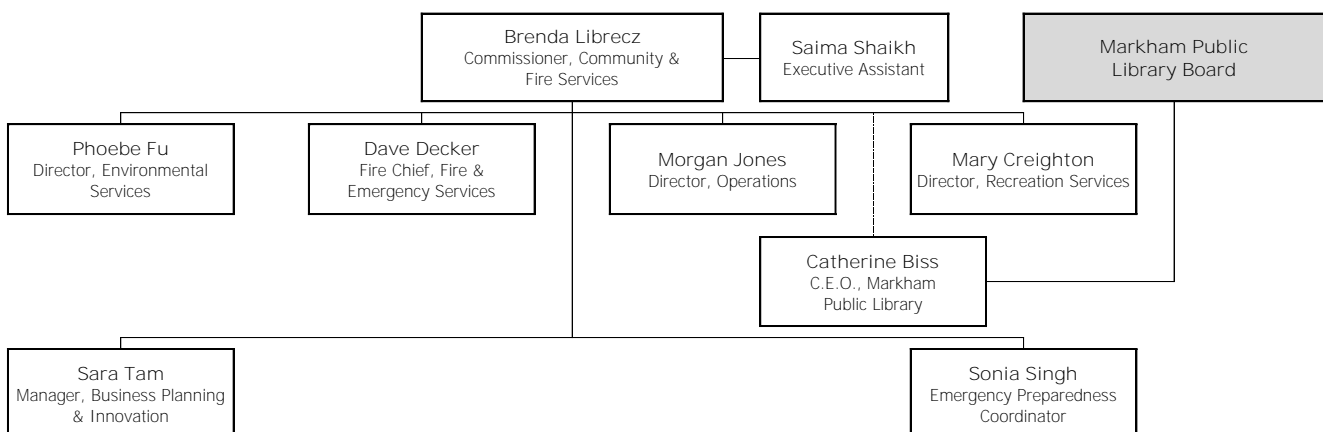 Brenda Librecz
Commissioner, Community &
Fire Services
Saima Shaikh
Executive Assistant
Markham Public
Library Board
Phoebe Fu
Director, Environmental
Services
Dave Decker
Fire Chief, Fire &
Emergency Services
Morgan Jones
Director, Operations
Mary Creighton
Director, Recreation Services
Catherine Biss
C.E.O., Markham
Public Library
Sara Tam
Manager, Business Planning
& Innovation
Sonia Singh
Emergency Preparedness
Coordinator